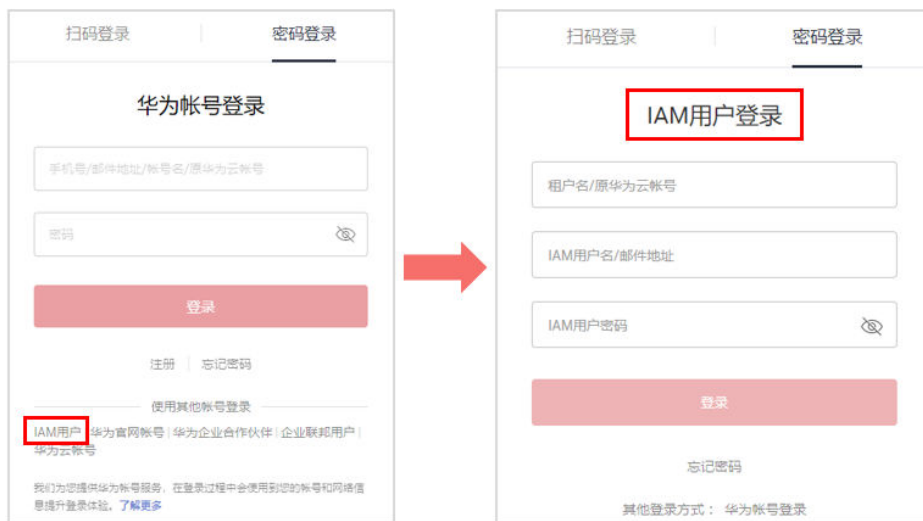 扫码登录
密码登录
华为帐号登录
手机号/邮件地址/帐号名/原华为云帐号
密码
登录
注册
忘记密码
使用其他帐号登录
IAM用户|华为官网帐号|华为企业合作伙伴|企业联邦用户|
华为云帐号
我们为您提供华为帐号服务，在登录过程中会使用到您的帐号和网络信
息提升登录体验。了解更多
扫码登录
密码登录
IAM用户登录
租户名/原华为云帐号
IAM用户名/邮件地址
IAM用户密码
登录
忘记密码
其他登录方式： 华为帐号登录